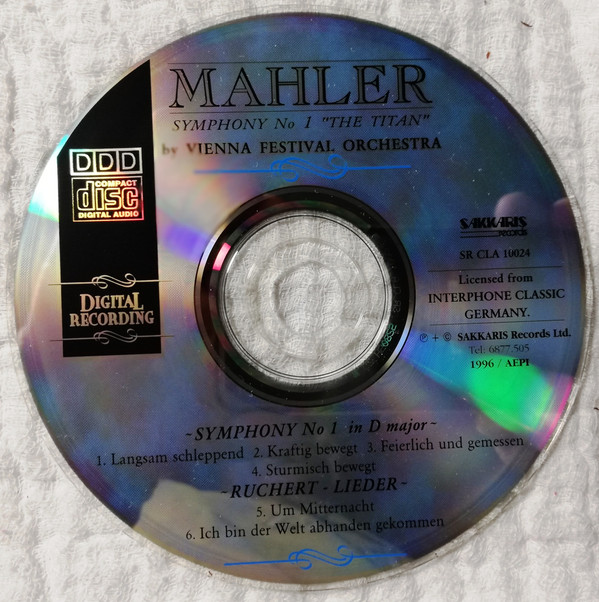 MAHLER
SYMPHONY No 1 "THE TITAN"
by VIENNA FESTIVAL ORCHESTRA
DDD
COMPACT
disc
DIGITAL AUDIO
DIGITAL
RECORDING
SAKKARIS
RECORDS
SR CLA 10024
Licensed from
INTERPHONE CLASSIC
GERMANY.
℗ + © SAKKARIS Records Ltd.
Tel: 6877.505
1996 / AEPI
~SYMPHONY No 1 in D major~
1. Langsam schleppend 2. Kraftig bewegt 3. Feierlich und gemessen
4. Sturmisch bewegt
~RUCHERT - LIEDER~
5. Um Mitternacht
6. Ich bin der Welt abhanden gekommen